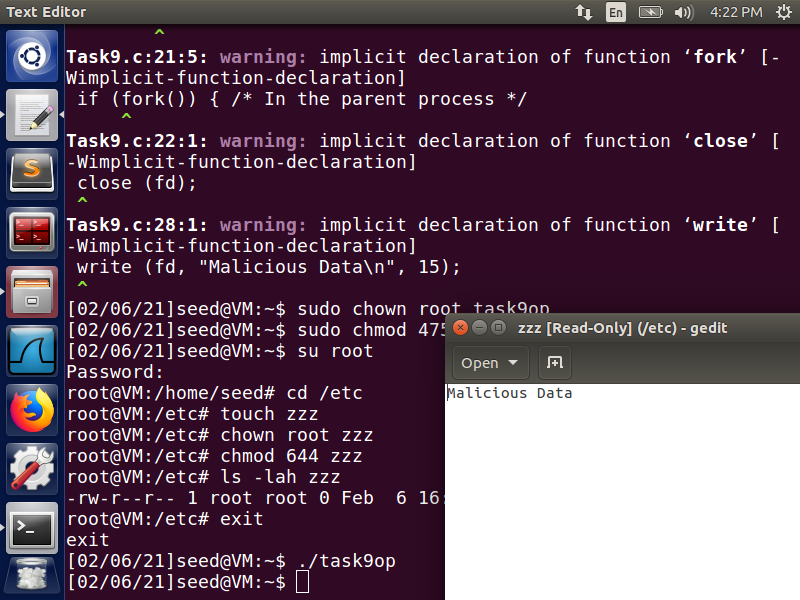 Text Editor En 4:22 PM
Task9.c:21:5: warning: implicit declaration of function ‘fork’ [-
Wimplicit-function-declaration]
if (fork()) { /* In the parent process */
^
Task9.c:22:1: warning: implicit declaration of function ‘close’ [
-Wimplicit-function-declaration]
close (fd);
^
Task9.c:28:1: warning: implicit declaration of function ‘write’ [
-Wimplicit-function-declaration]
write (fd, "Malicious Data\n", 15);
^
[02/06/21]seed@VM:~$ sudo chown root task9op
[02/06/21]seed@VM:~$ sudo chmod 475
[02/06/21]seed@VM:~$ su root
Password:
root@VM:/home/seed# cd /etc
root@VM:/etc# touch zzz
root@VM:/etc# chown root zzz
root@VM:/etc# chmod 644 zzz
root@VM:/etc# ls -lah zzz
-rw-r--r-- 1 root root 0 Feb  6 16:
root@VM:/etc# exit
exit
[02/06/21]seed@VM:~$ ./task9op
[02/06/21]seed@VM:~$
zzz [Read-Only] (/etc) - gedit
Open
Malicious Data